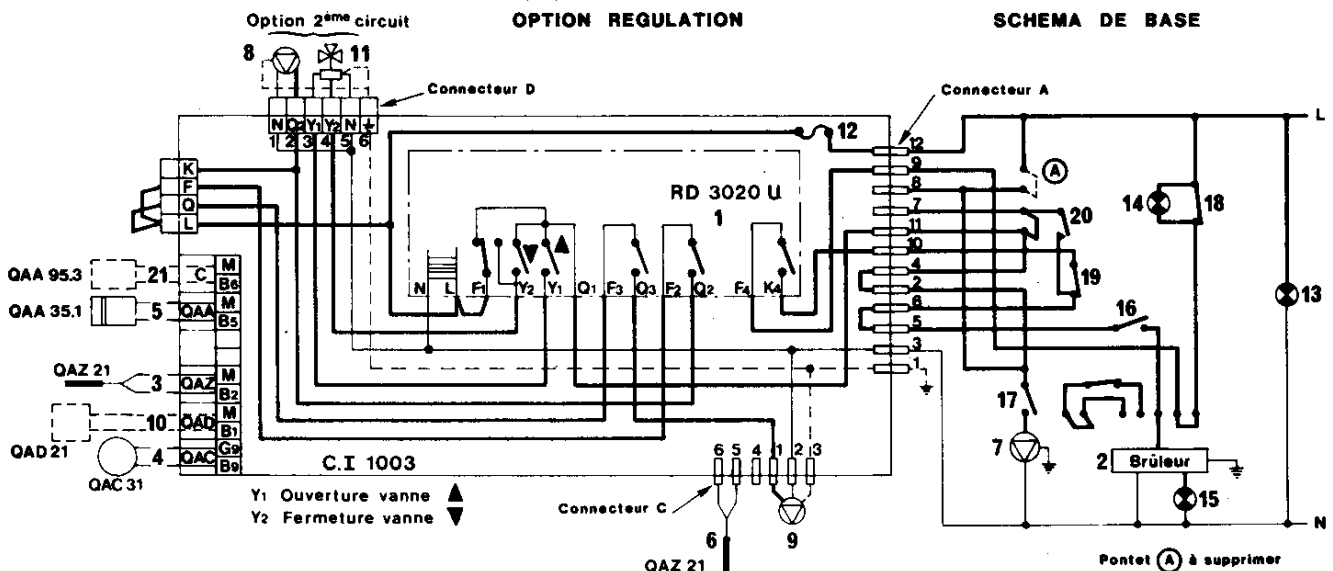 Option 2ème circuit
OPTION REGULATION
SCHEMA DE BASE
8
11
Connecteur D
Connecteur A
L
N Q2 Y1 Y2 N
1 2 3 4 5 6
12
12
9
8
7
11
10
4
2
6
5
3
1
A
K
F
Q
L
RD 3020 U
1
14
18
20
19
13
16
17
7
N L F1 Y2 Y1 Q1 F3 Q3 F2 Q2 F4 K4
QAA 95.3
21
C
M
B6
QAA 35.1
5
QAA
M
B5
QAZ 21
3
QAZ
M
B2
QAD 21
10
QAD
M
B1
QAC 31
4
QAC
G9
B9
C.I 1003
Y1 Ouverture vanne
Y2 Fermeture vanne
Connecteur C
6 5 4 1 2 3
6
QAZ 21
9
2
Brûleur
15
N
Pontet A à supprimer